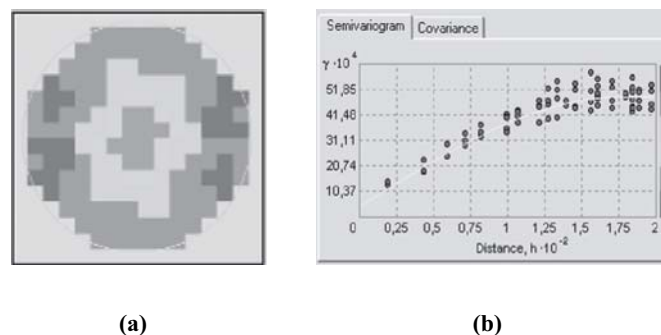 Semivariogram Covariance
γ · 10⁴
51,85
41,48
31,11
20,74
10,37
0 0,25 0,5 0,75 1 1,25 1,5 1,75 2
Distance, h · 10⁻²
(a) (b)